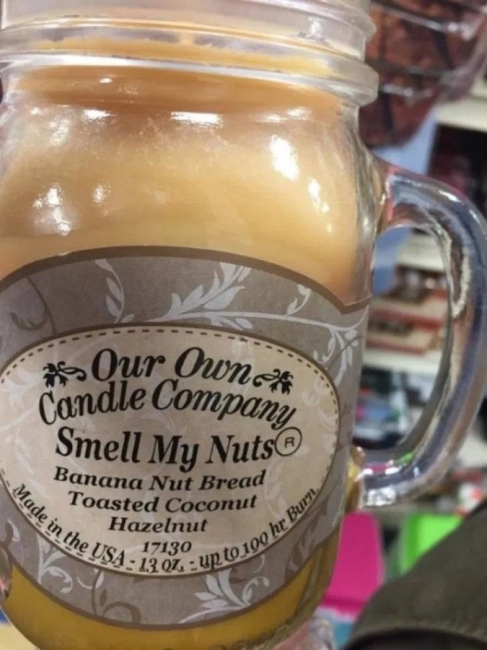 Our Own
Candle Company
Smell My Nuts®
Banana Nut Bread
Toasted Coconut
Hazelnut
17130
Made in the USA - 13 oz. - up to 100 hr Burn